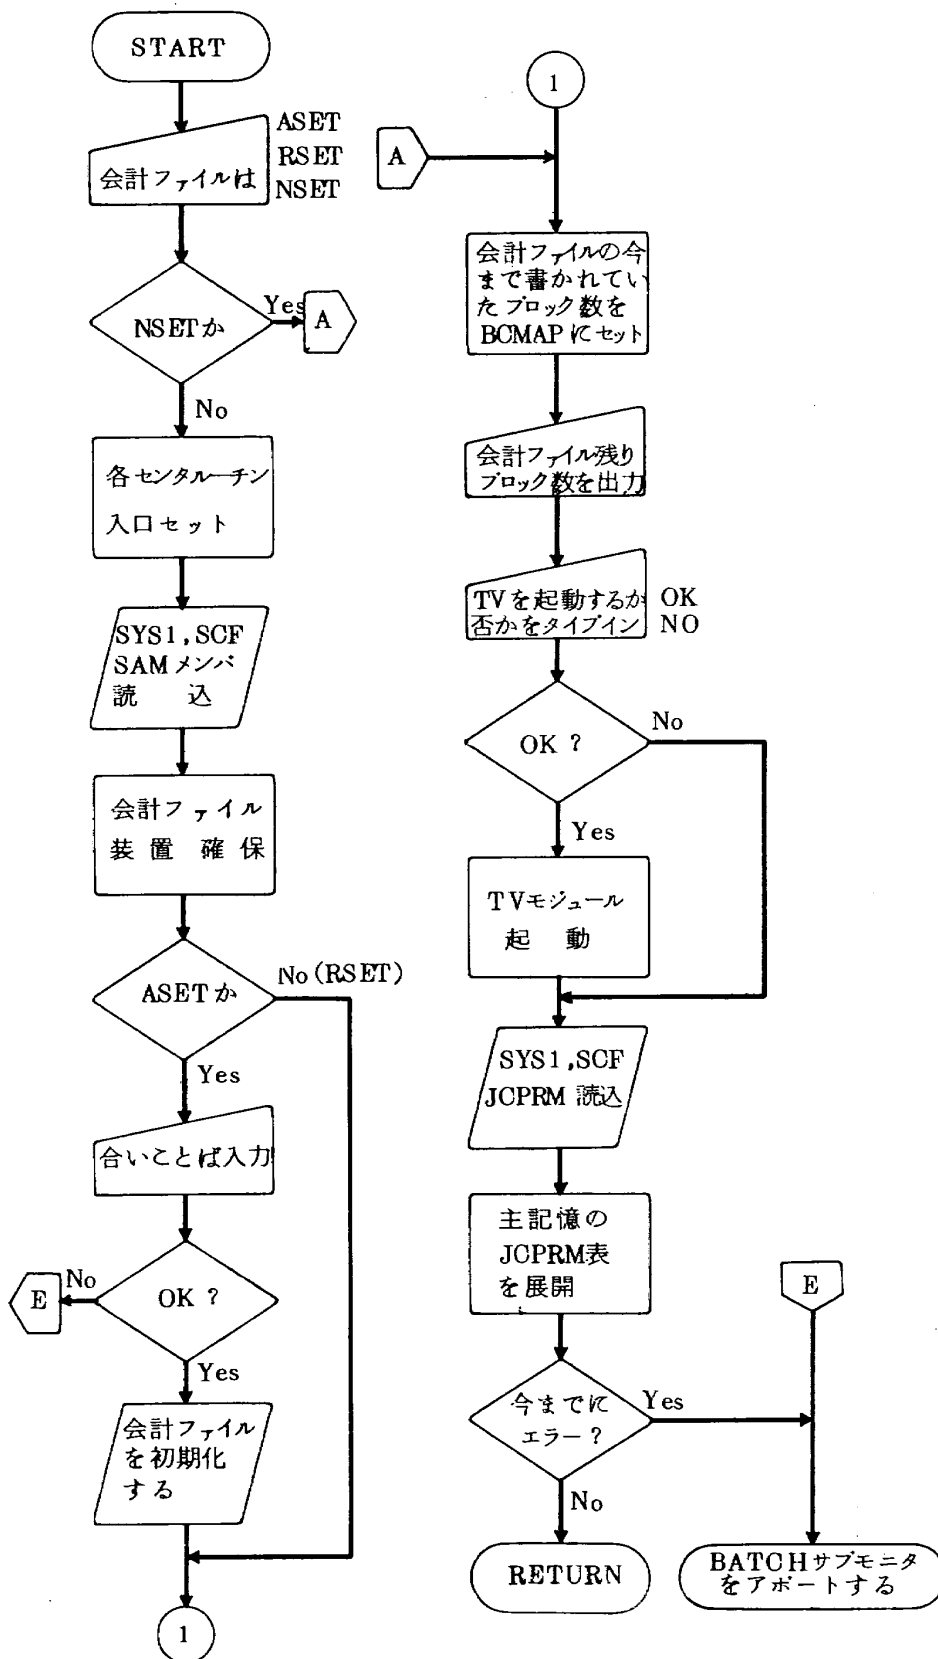 START
会計ファイルは
ASET
RSET
NSET
NSETか
Yes
A
No
各センタルーチン
入口セット
SYS1,SCF
SAMメンバ
読込
会計ファイル
装置確保
ASETか
No(RSET)
Yes
合いことば入力
OK?
No
E
Yes
会計ファイル
を初期化
する
1
1
A
会計ファイルの今
まで書かれてい
たブロック数を
BCMAPにセット
会計ファイル残り
ブロック数を出力
TVを起動するか
否かをタイプイン
OK
NO
OK?
No
Yes
TVモジュール
起動
SYS1,SCF
JCPRM読込
主記憶の
JCPRM表
を展開
今までに
エラー?
Yes
No
RETURN
E
BATCHサブモニタ
をアボートする